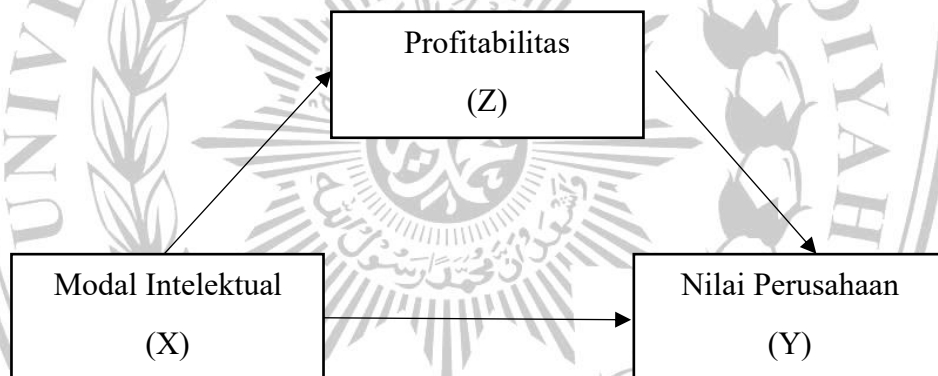 Profitabilitas
(Z)
Modal Intelektual
(X)
Nilai Perusahaan
(Y)